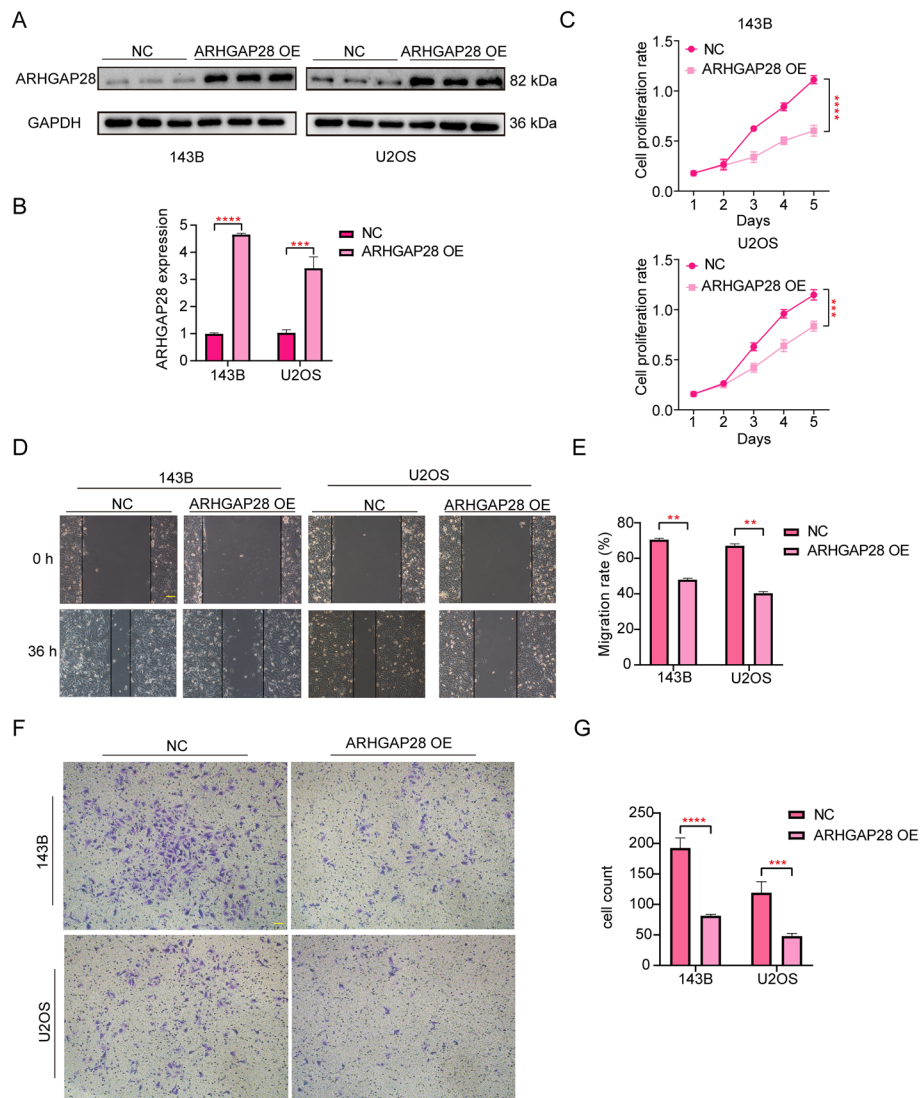 A
NC ARHGAP28 OE NC ARHGAP28 OE
ARHGAP28 82 kDa
GAPDH 36 kDa
143B U2OS
B
ARHGAP28 expression
5
4
3
2
1
0
**** ***
NC
ARHGAP28 OE
143B U2OS
C
143B
Cell proliferation rate
1.5
1.0
0.5
0.0
NC
ARHGAP28 OE
****
1 2 3 4 5
Days
U2OS
Cell proliferation rate
1.5
1.0
0.5
0.0
NC
ARHGAP28 OE
***
1 2 3 4 5
Days
D
143B U2OS
NC ARHGAP28 OE NC ARHGAP28 OE
0 h
36 h
E
Migration rate (%)
80
60
40
20
0
** **
NC
ARHGAP28 OE
143B U2OS
F
NC ARHGAP28 OE
143B
U2OS
G
cell count
250
200
150
100
50
0
**** ***
NC
ARHGAP28 OE
143B U2OS